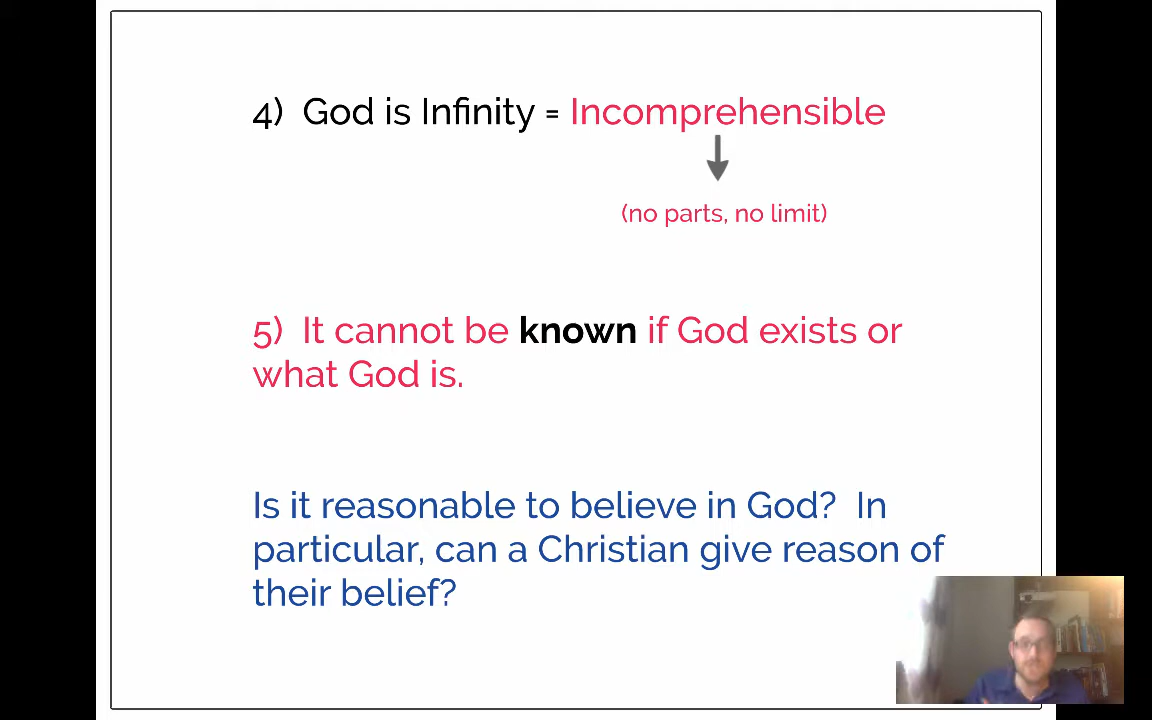 4) God is Infinity = Incomprehensible
(no parts, no limit)
5) It cannot be known if God exists or
what God is.
Is it reasonable to believe in God? In
particular, can a Christian give reason of
their belief?